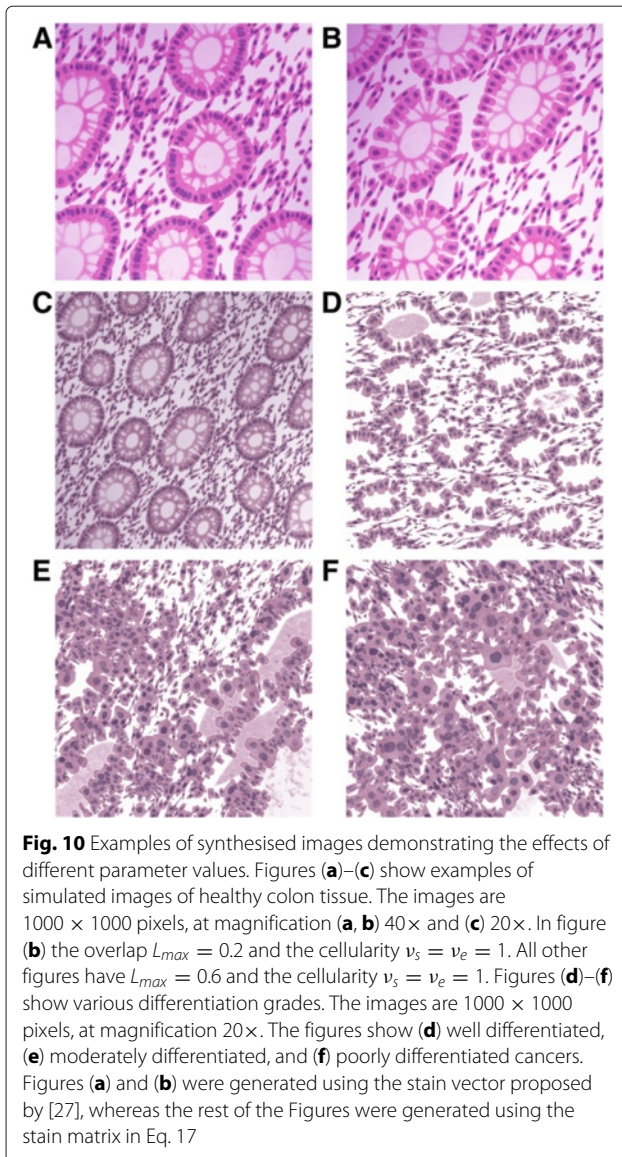 A
B
C
D
E
F
Fig. 10 Examples of synthesised images demonstrating the effects of
different parameter values. Figures (a)–(c) show examples of
simulated images of healthy colon tissue. The images are
1000 × 1000 pixels, at magnification (a, b) 40× and (c) 20×. In figure
(b) the overlap Lmax = 0.2 and the cellularity νs = νe = 1. All other
figures have Lmax = 0.6 and the cellularity νs = νe = 1. Figures (d)–(f)
show various differentiation grades. The images are 1000 × 1000
pixels, at magnification 20×. The figures show (d) well differentiated,
(e) moderately differentiated, and (f) poorly differentiated cancers.
Figures (a) and (b) were generated using the stain vector proposed
by [27], whereas the rest of the Figures were generated using the
stain matrix in Eq. 17